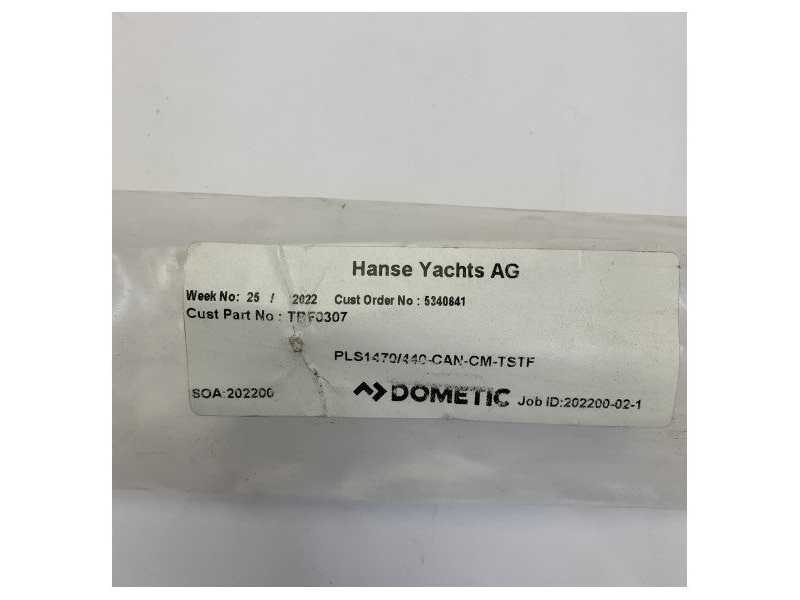 Hanse Yachts AG
Week No: 25 / 2022 Cust Order No : 5340841
Cust Part No : TRF0307
PLS1470/440-CAN-CM-TSTF
SOA:202200 DOMETIC Job ID:202200-02-1